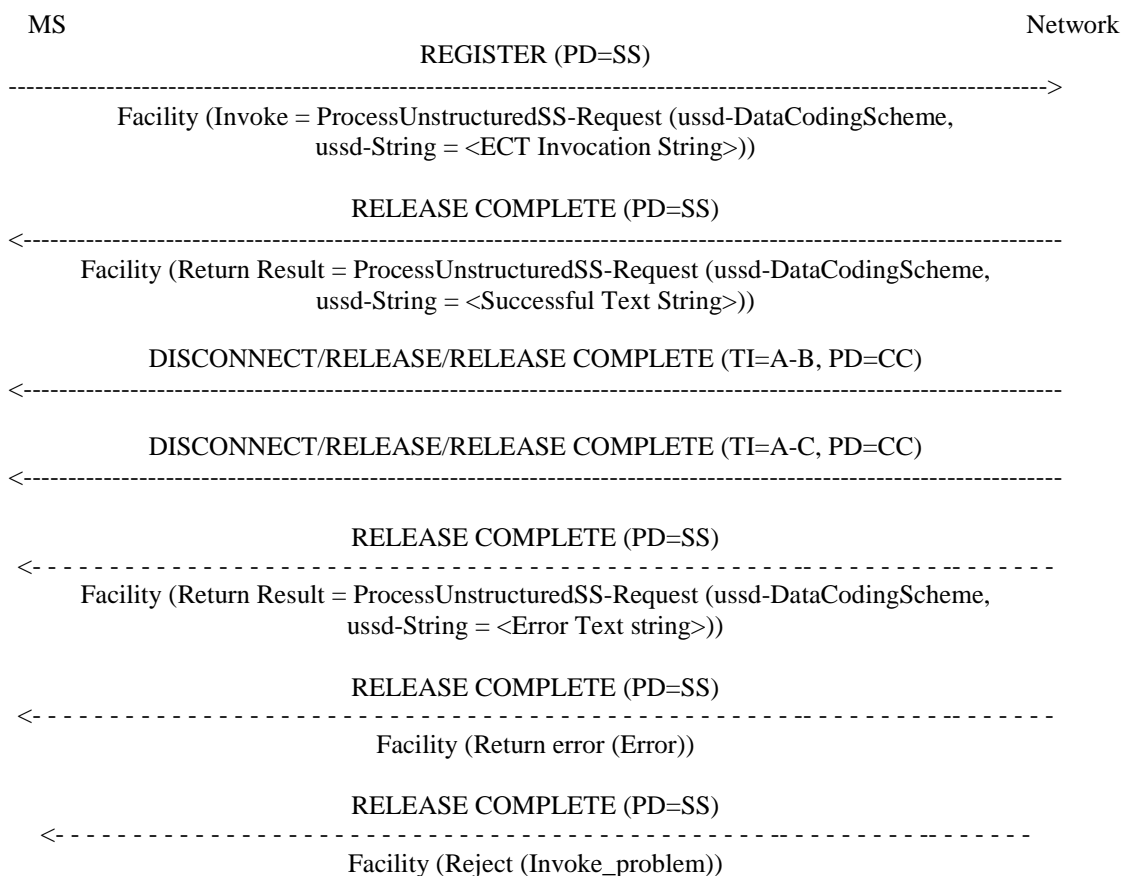 MS Network
REGISTER (PD=SS)
------------------------------------------------------------------------------------------------------------------------>
Facility (Invoke = ProcessUnstructuredSS-Request (ussd-DataCodingScheme,
ussd-String = <ECT Invocation String>))
RELEASE COMPLETE (PD=SS)
<------------------------------------------------------------------------------------------------------------------------
Facility (Return Result = ProcessUnstructuredSS-Request (ussd-DataCodingScheme,
ussd-String = <Successful Text String>))
DISCONNECT/RELEASE/RELEASE COMPLETE (TI=A-B, PD=CC)
<------------------------------------------------------------------------------------------------------------------------
DISCONNECT/RELEASE/RELEASE COMPLETE (TI=A-C, PD=CC)
<------------------------------------------------------------------------------------------------------------------------
RELEASE COMPLETE (PD=SS)
<- - - - - - - - - - - - - - - - - - - - - - - - - - - - - - - - - - - - - - - - - - - - - - - - - -- - - - - - - - - -- - - - - - -
Facility (Return Result = ProcessUnstructuredSS-Request (ussd-DataCodingScheme,
ussd-String = <Error Text string>))
RELEASE COMPLETE (PD=SS)
<- - - - - - - - - - - - - - - - - - - - - - - - - - - - - - - - - - - - - - - - - - - - - - - - - -- - - - - - - - - -- - - - - - -
Facility (Return error (Error))
RELEASE COMPLETE (PD=SS)
<- - - - - - - - - - - - - - - - - - - - - - - - - - - - - - - - - - - - - - - - - - - - - - -- - - - - - - - - -- - - - - - -
Facility (Reject (Invoke_problem))